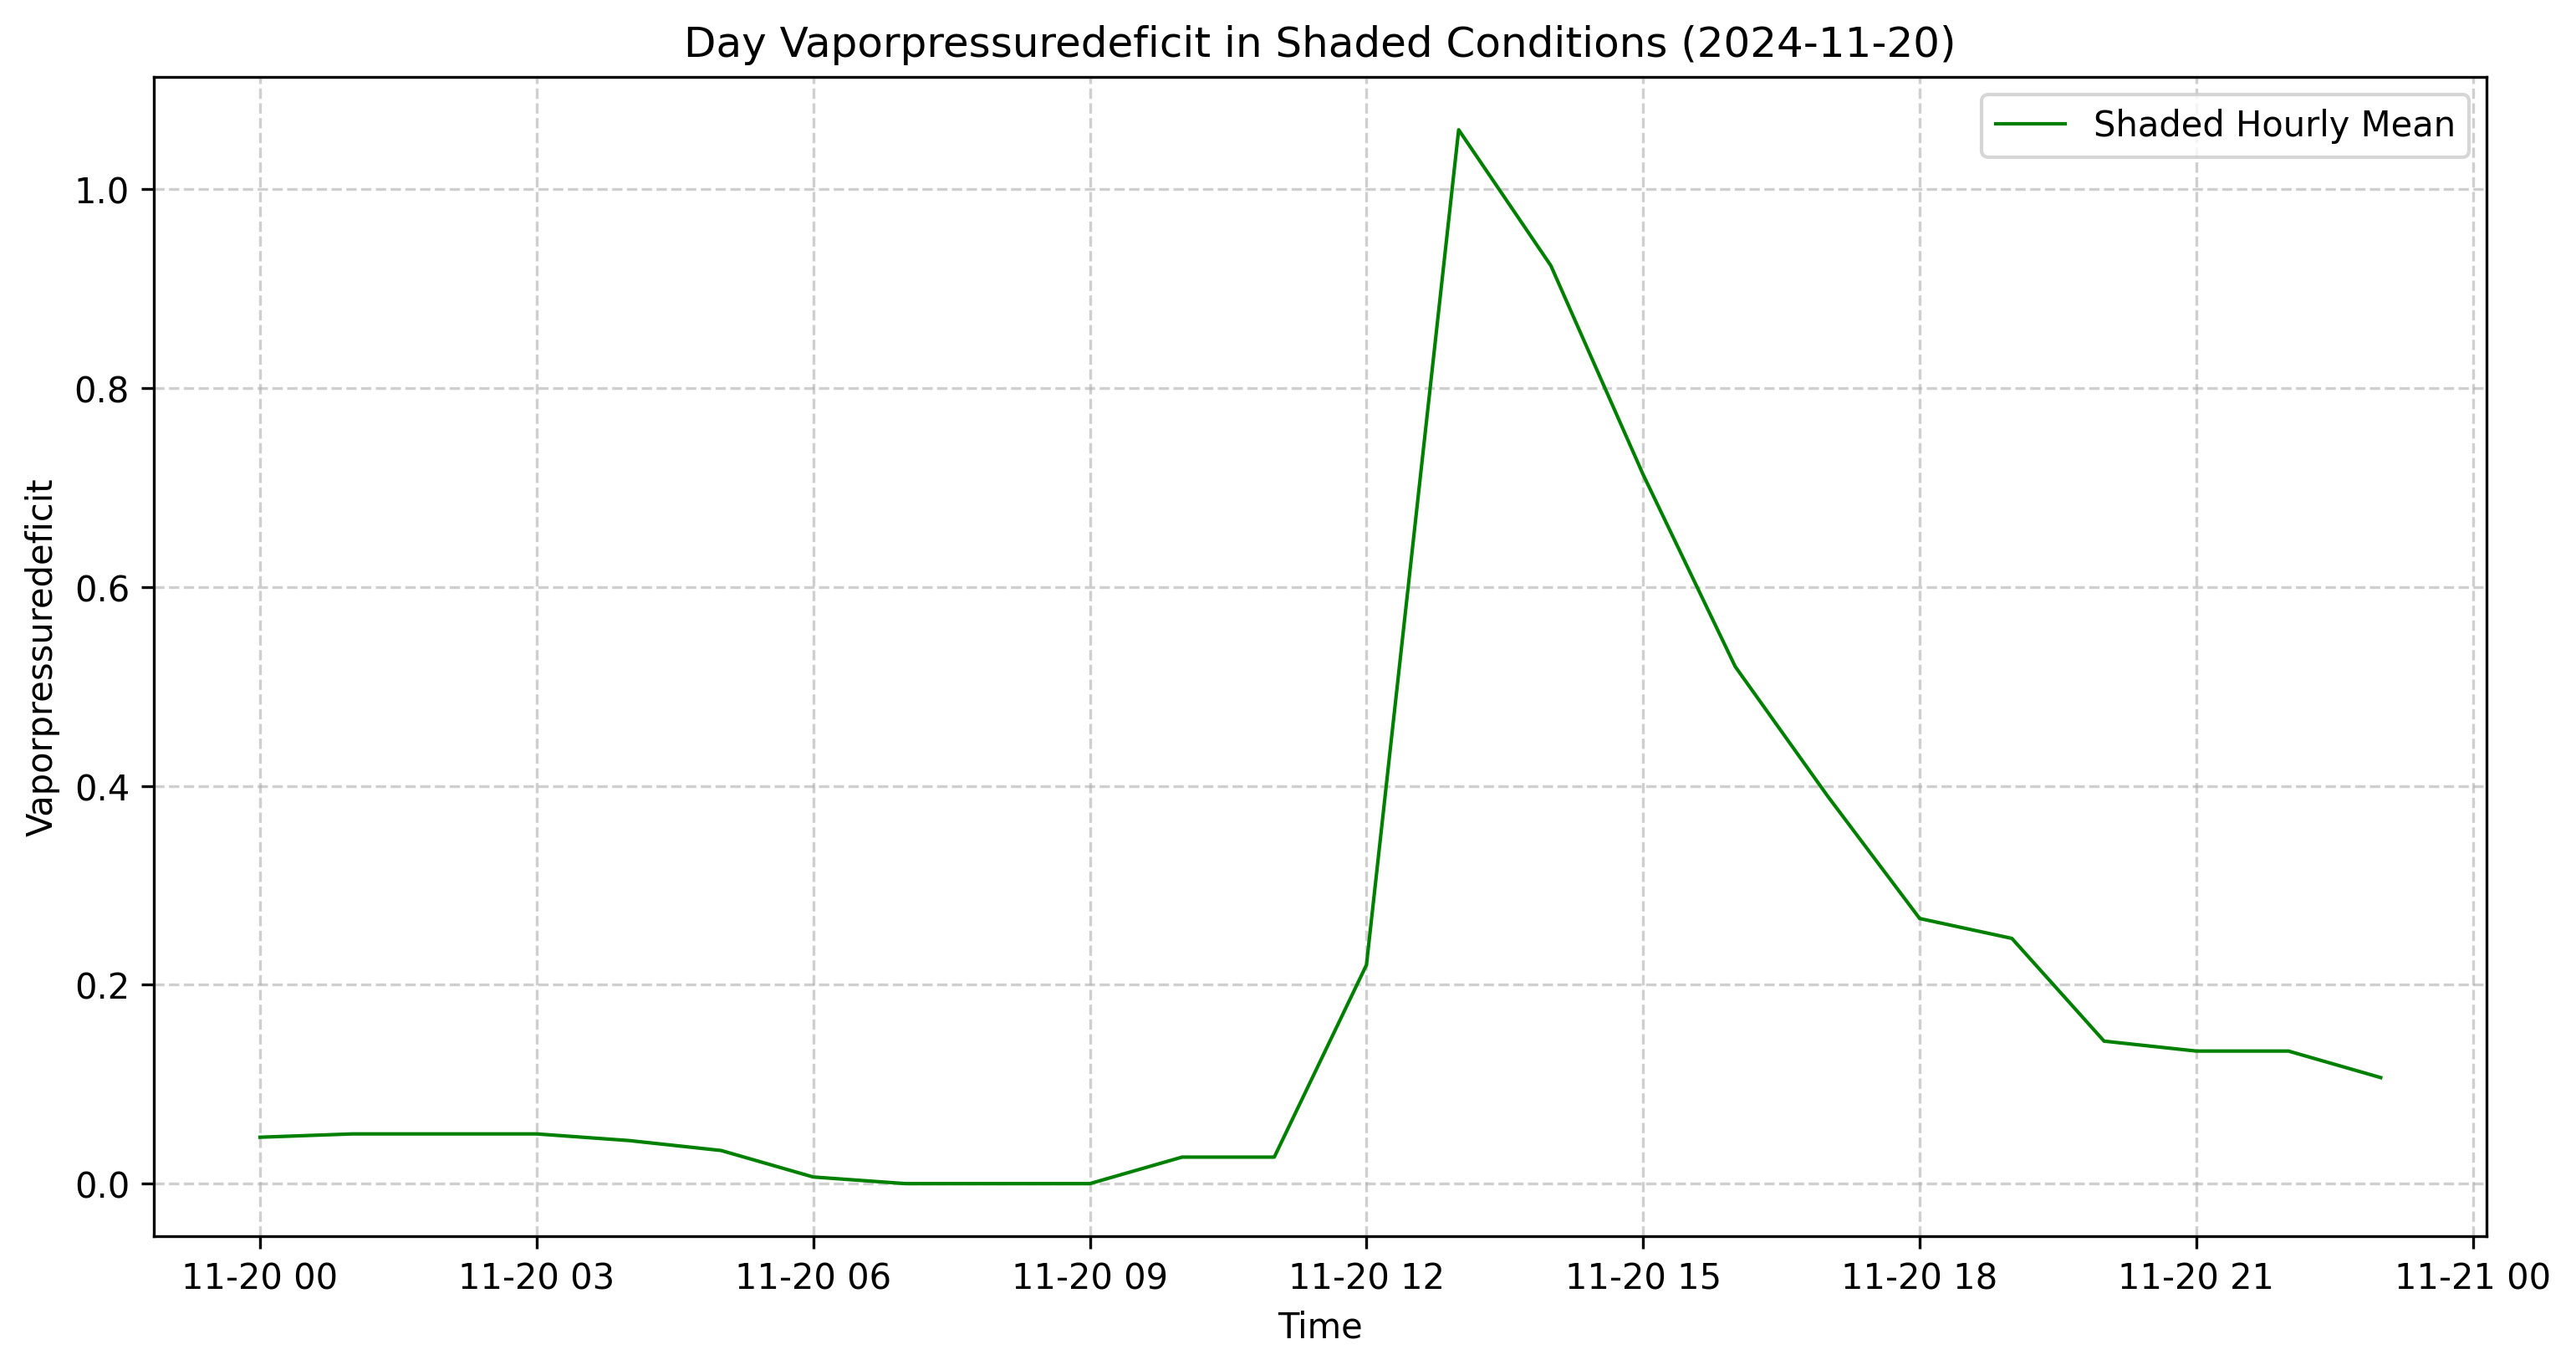 Day Vaporpressuredeficit in Shaded Conditions (2024-11-20)
Shaded Hourly Mean
1.0
0.8
0.6
0.4
0.2
0.0
Vaporpressuredeficit
11-20 00 11-20 03 11-20 06 11-20 09 11-20 12 11-20 15 11-20 18 11-20 21 11-21 00
Time